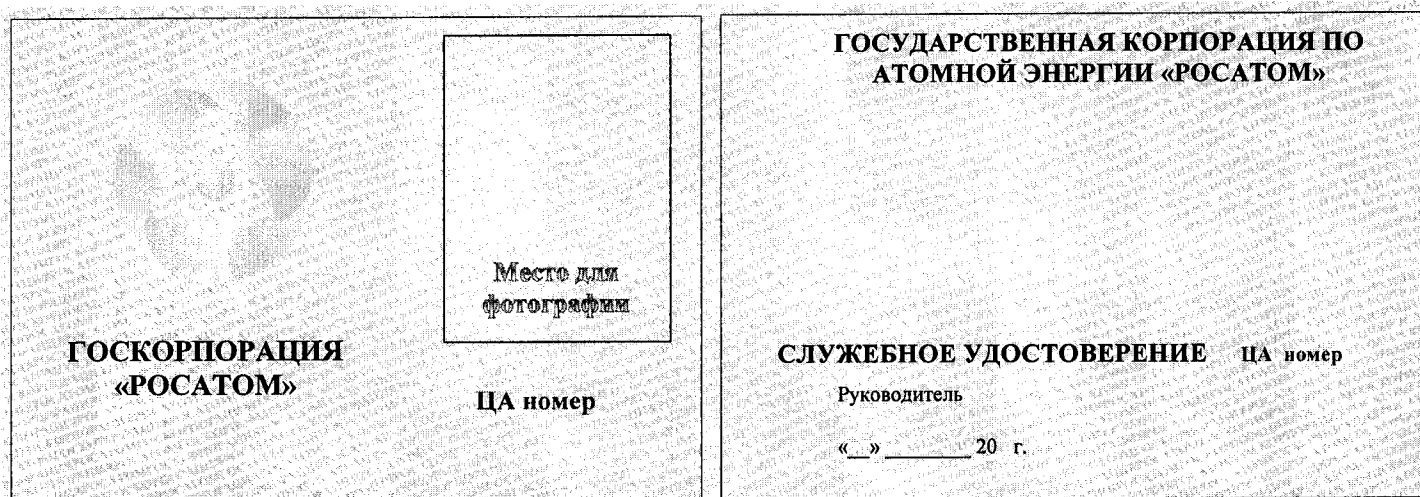 ГОСКОРПОРАЦИЯ
«РОСАТОМ»
Место для
фотографии
ЦА номер
ГОСУДАРСТВЕННАЯ КОРПОРАЦИЯ ПО
АТОМНОЙ ЭНЕРГИИ «РОСАТОМ»
СЛУЖЕБНОЕ УДОСТОВЕРЕНИЕ ЦА номер
Руководитель
«__» ________ 20 г.